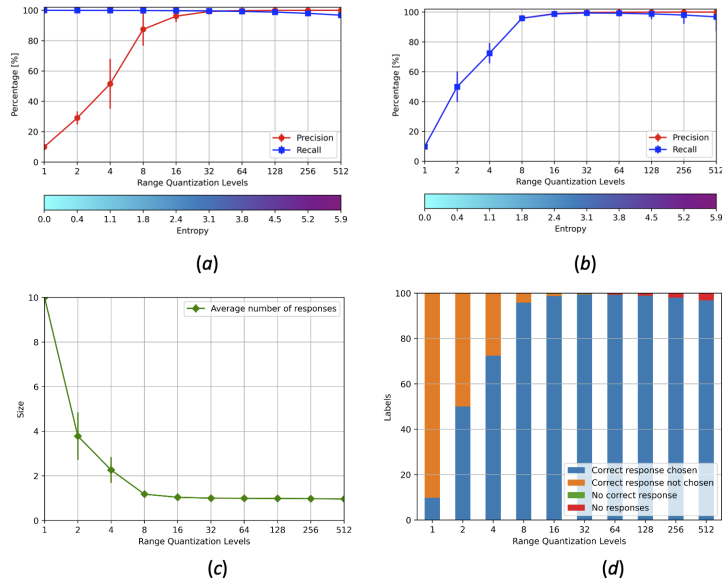 100
80
60
40
20
0
Percentage [%]
Precision
Recall
1 2 4 8 16 32 64 128 256 512
Range Quantization Levels
0.0 0.4 1.1 1.8 2.4 3.1 3.8 4.5 5.2 5.9
Entropy
(a)
100
80
60
40
20
0
Percentage [%]
Precision
Recall
1 2 4 8 16 32 64 128 256 512
Range Quantization Levels
0.0 0.4 1.1 1.8 2.4 3.1 3.8 4.5 5.2 5.9
Entropy
(b)
10
8
6
4
2
0
Size
Average number of responses
1 2 4 8 16 32 64 128 256 512
Range Quantization Levels
(c)
100
80
60
40
20
0
Labels
Correct response chosen
Correct response not chosen
No correct response
No responses
1 2 4 8 16 32 64 128 256 512
Range Quantization Levels
(d)